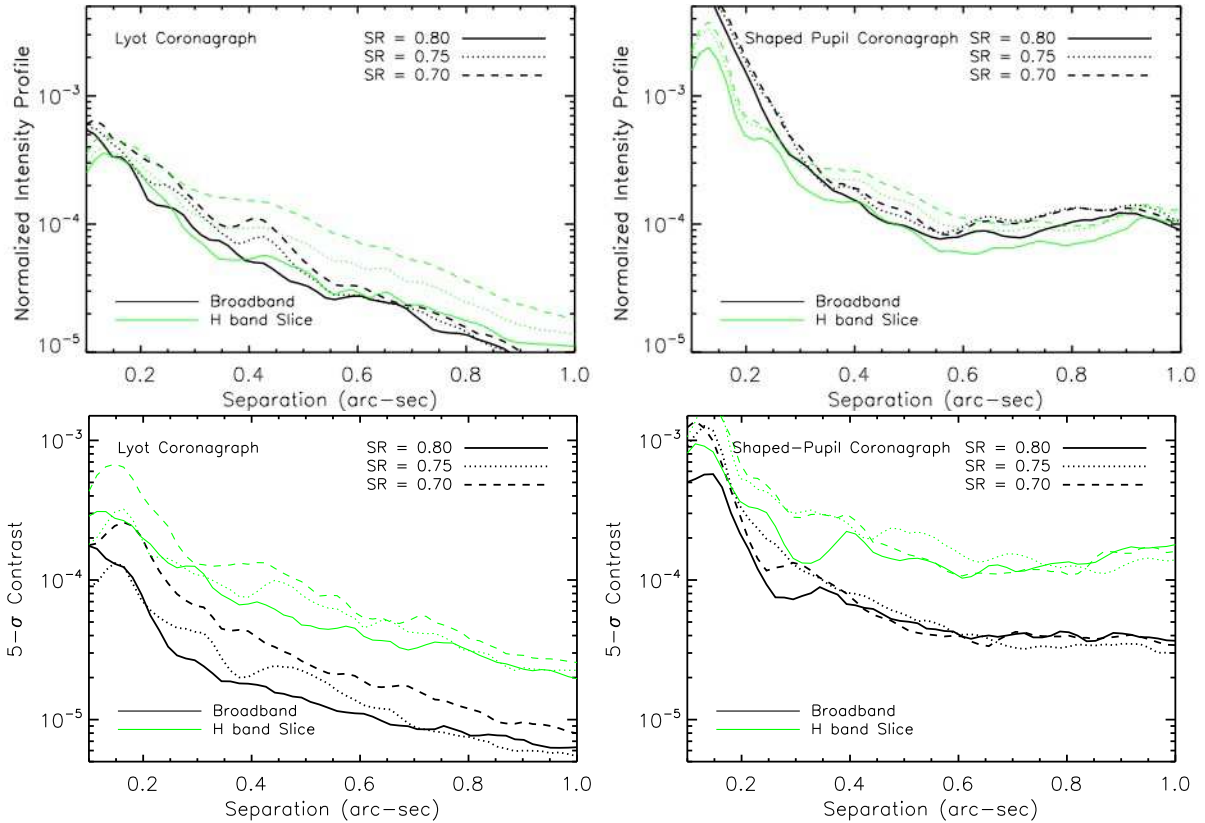 Lyot Coronagraph
SR = 0.80
SR = 0.75
SR = 0.70
10⁻³
10⁻⁴
10⁻⁵
Normalized Intensity Profile
Broadband
H band Slice
0.2 0.4 0.6 0.8 1.0
Separation (arc-sec)
Shaped Pupil Coronagraph
SR = 0.80
SR = 0.75
SR = 0.70
10⁻³
10⁻⁴
10⁻⁵
Normalized Intensity Profile
Broadband
H band Slice
0.2 0.4 0.6 0.8 1.0
Separation (arc-sec)
Lyot Coronagraph
SR = 0.80
SR = 0.75
SR = 0.70
10⁻³
10⁻⁴
10⁻⁵
5-σ Contrast
Broadband
H band Slice
0.2 0.4 0.6 0.8 1.0
Separation (arc-sec)
Shaped-Pupil Coronagraph
SR = 0.80
SR = 0.75
SR = 0.70
10⁻³
10⁻⁴
10⁻⁵
5-σ Contrast
Broadband
H band Slice
0.2 0.4 0.6 0.8 1.0
Separation (arc-sec)